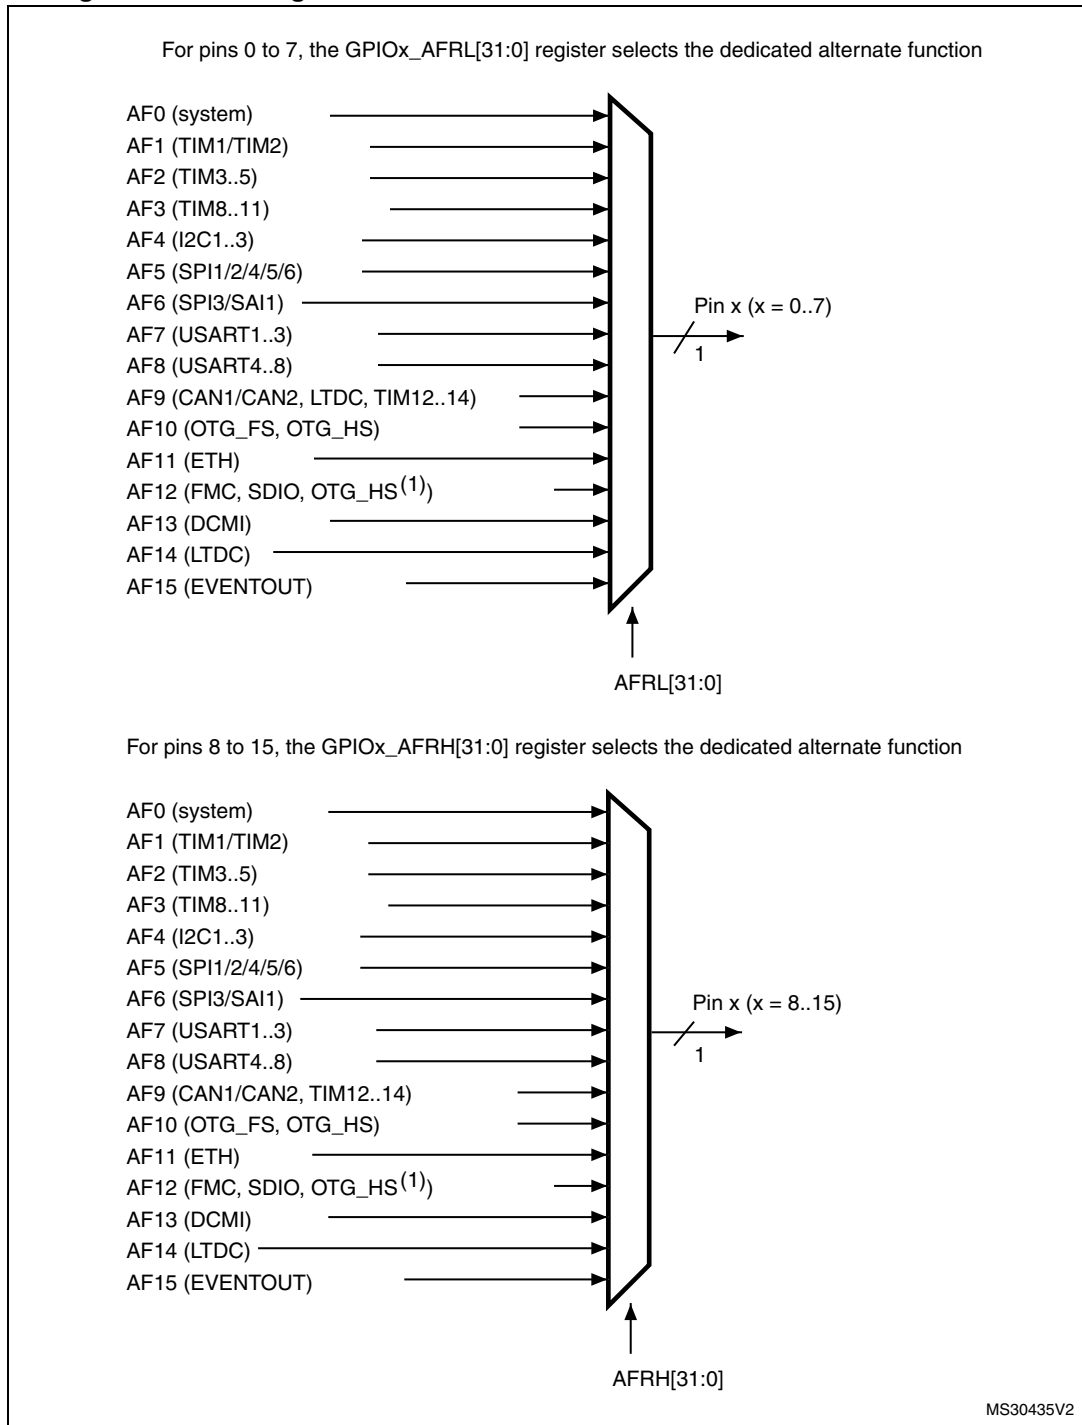 For pins 0 to 7, the GPIOx_AFRL[31:0] register selects the dedicated alternate function
AF0 (system)
AF1 (TIM1/TIM2)
AF2 (TIM3..5)
AF3 (TIM8..11)
AF4 (I2C1..3)
AF5 (SPI1/2/4/5/6)
AF6 (SPI3/SAI1)
AF7 (USART1..3)
AF8 (USART4..8)
AF9 (CAN1/CAN2, LTDC, TIM12..14)
AF10 (OTG_FS, OTG_HS)
AF11 (ETH)
AF12 (FMC, SDIO, OTG_HS(1))
AF13 (DCMI)
AF14 (LTDC)
AF15 (EVENTOUT)
Pin x (x = 0..7)
1
AFRL[31:0]
For pins 8 to 15, the GPIOx_AFRH[31:0] register selects the dedicated alternate function
AF0 (system)
AF1 (TIM1/TIM2)
AF2 (TIM3..5)
AF3 (TIM8..11)
AF4 (I2C1..3)
AF5 (SPI1/2/4/5/6)
AF6 (SPI3/SAI1)
AF7 (USART1..3)
AF8 (USART4..8)
AF9 (CAN1/CAN2, TIM12..14)
AF10 (OTG_FS, OTG_HS)
AF11 (ETH)
AF12 (FMC, SDIO, OTG_HS(1))
AF13 (DCMI)
AF14 (LTDC)
AF15 (EVENTOUT)
Pin x (x = 8..15)
1
AFRH[31:0]
MS30435V2